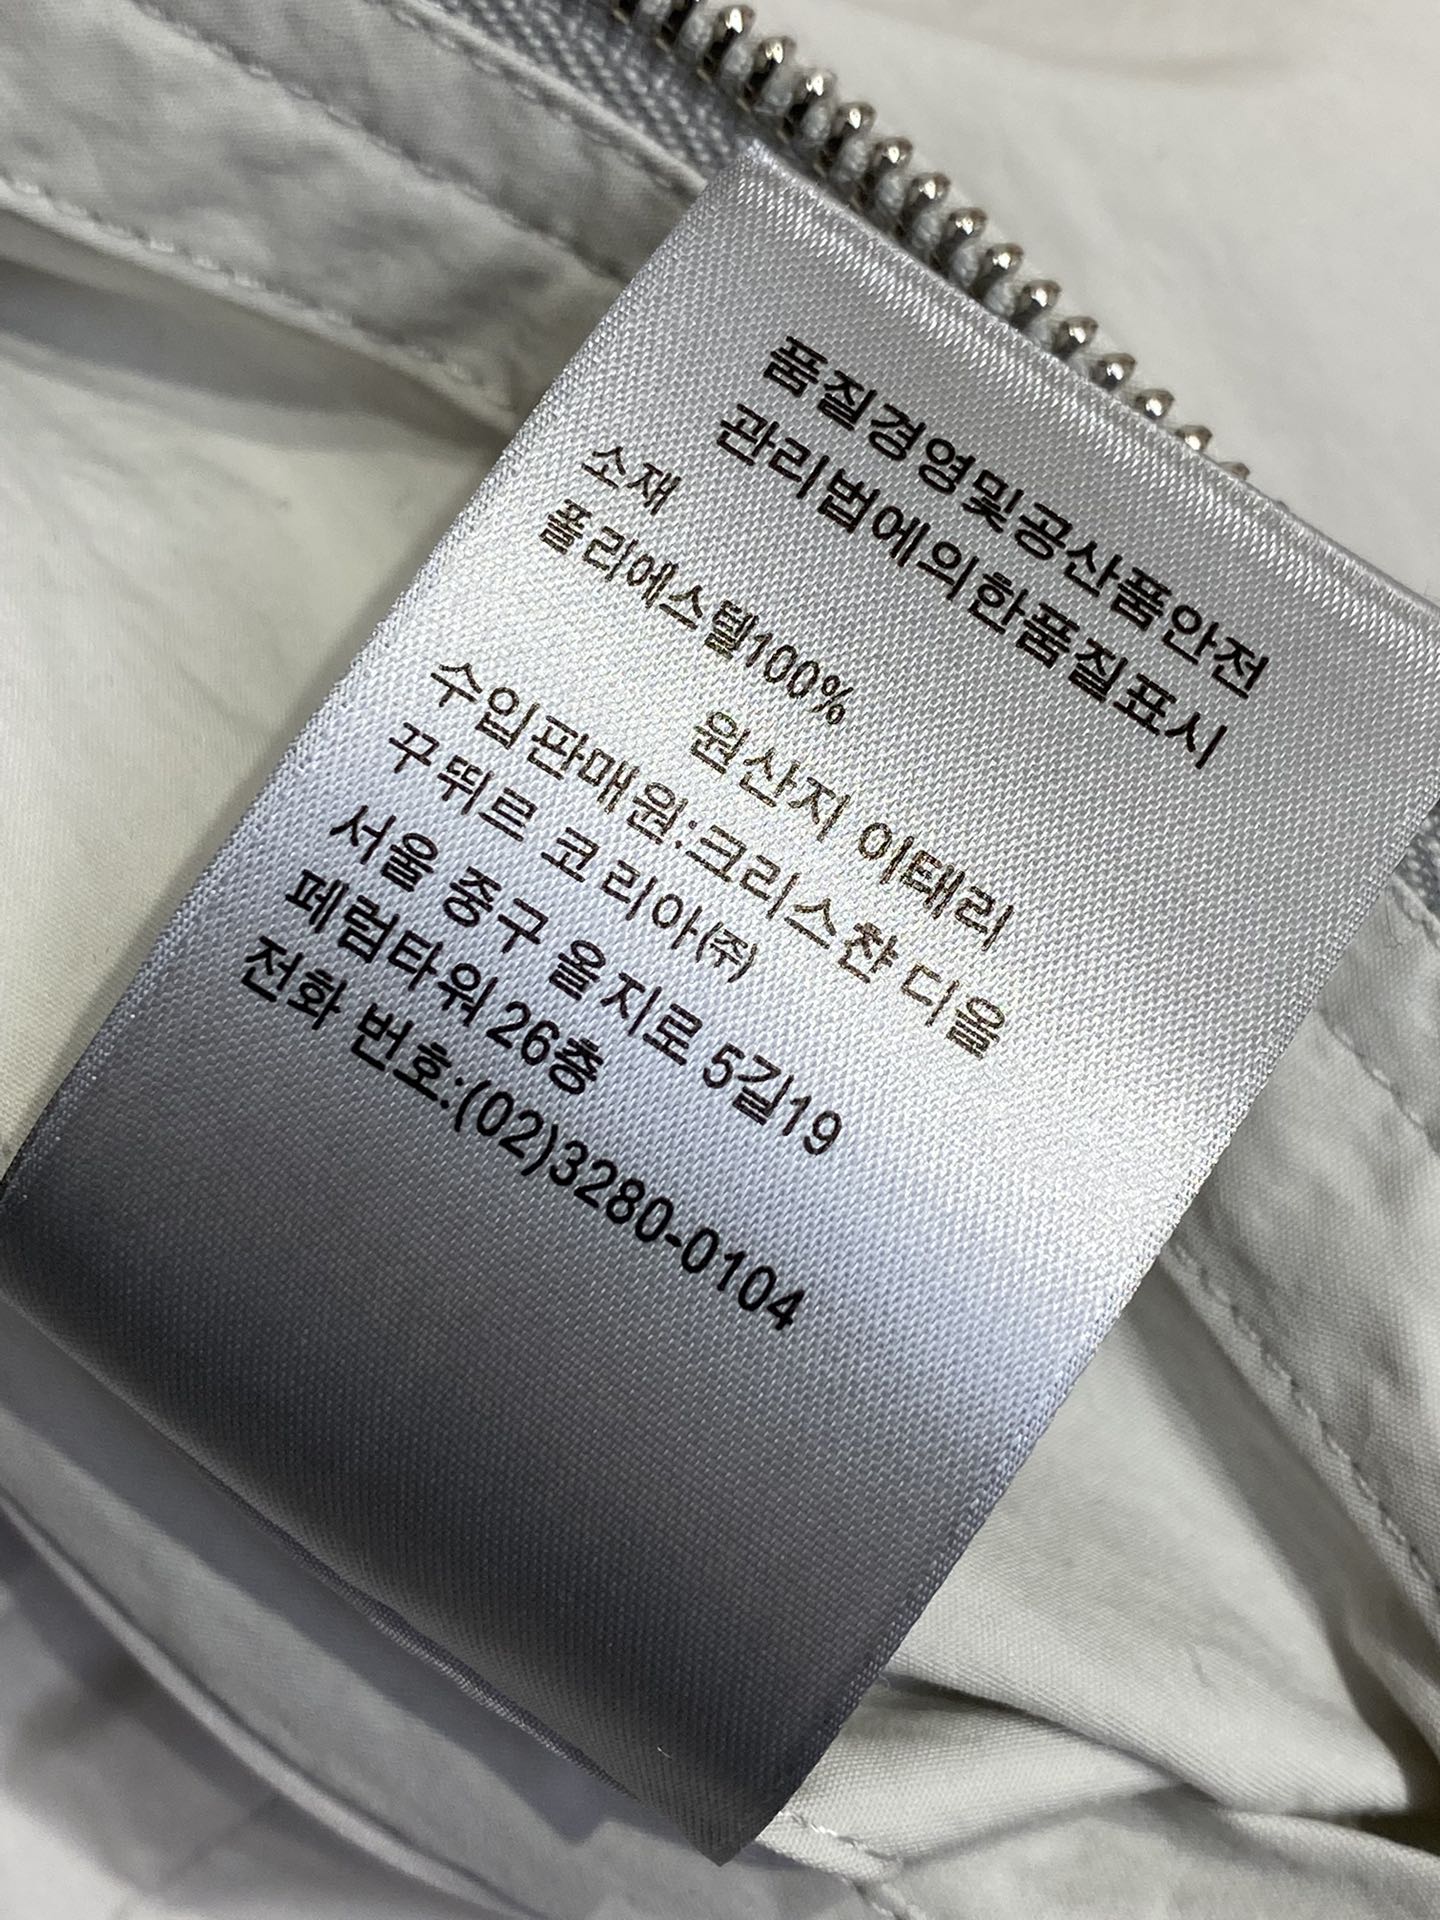 품질경영및공산품안전
관리법에의한품질표시
소재
폴리에스텔100%
원산지 이태리
수입판매원:크리스챤 디올
꾸뛰르 코리아(주)
서울 중구 을지로 5길19
페럼타워 26층
전화 번호:(02)3280-0104